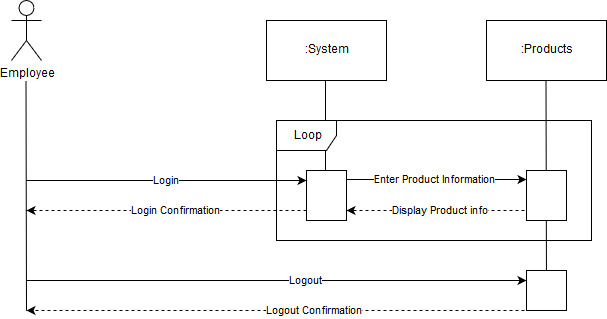 Employee
:System
:Products
Loop
Login
Enter Product Information
Login Confirmation
Display Product info
Logout
Logout Confirmation